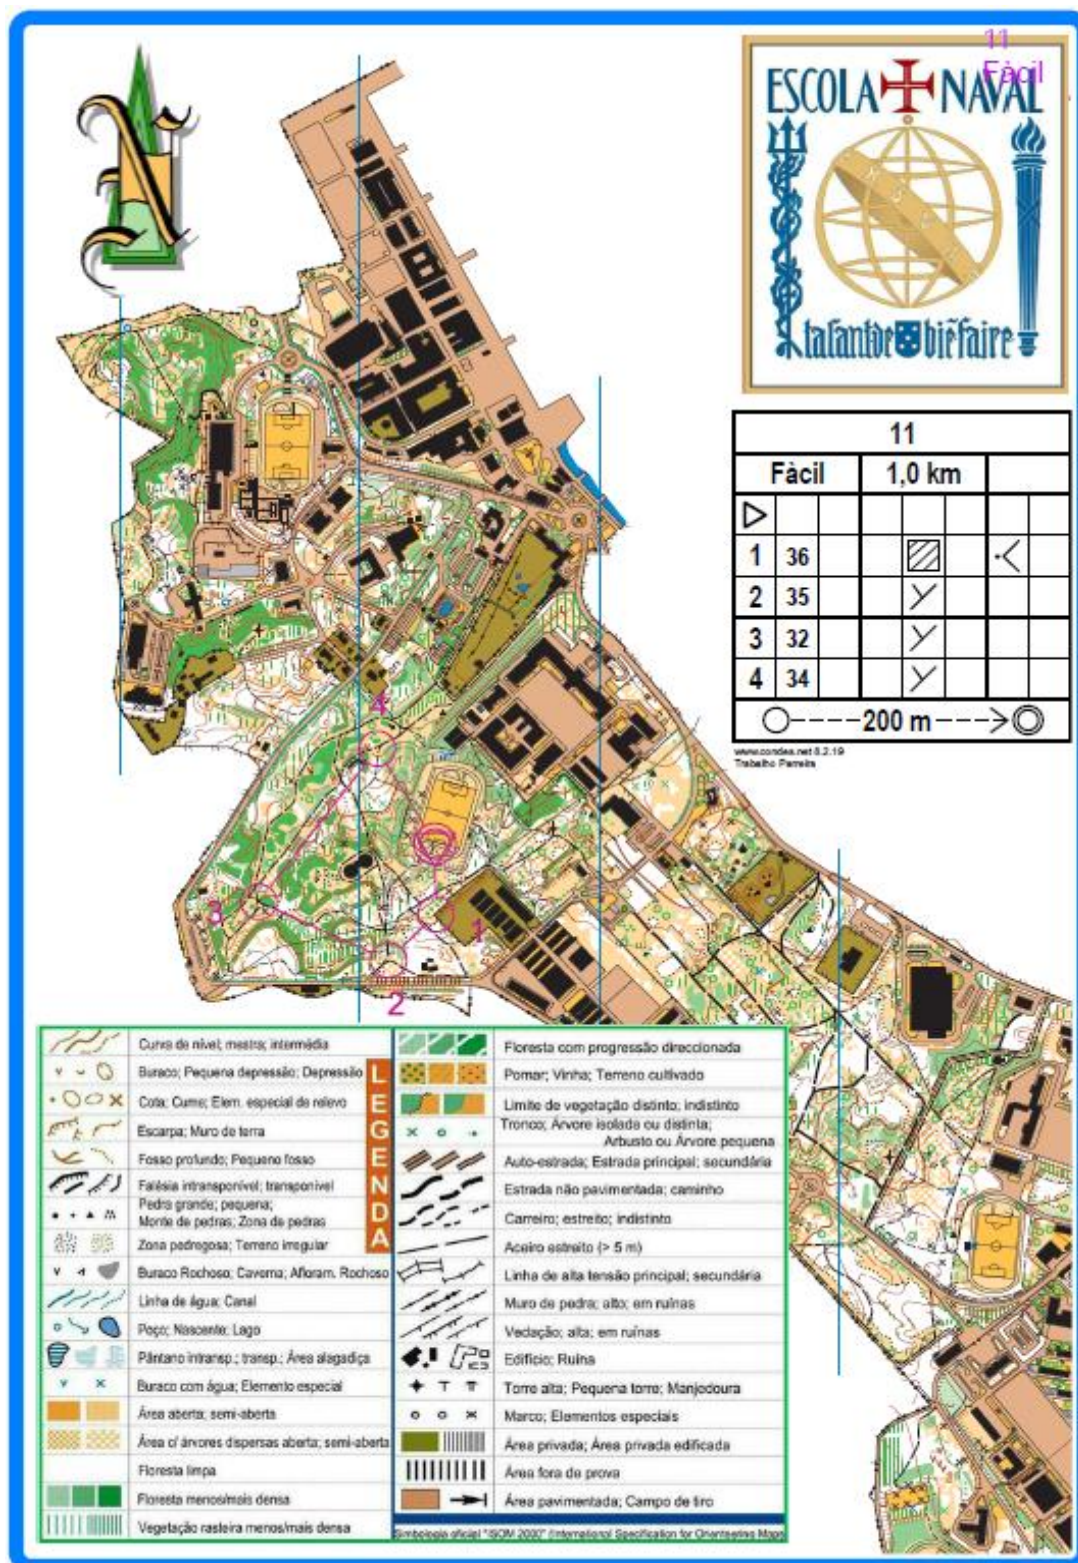 11
Fàcil
ESCOLA NAVAL
talant de biẽ faire
11
Fàcil 1,0 km
1 36
2 35
3 32
4 34
200 m
www.condes.net 8.2.19
Trabalho Parreira
4
3
1
2
LEGENDA
Curva de nível; mestra; intermédia
Buraco; Pequena depressão; Depressão
Cota; Cume; Elem. especial de relevo
Escarpa; Muro de terra
Fosso profundo; Pequeno fosso
Falésia intransponível; transponível
Pedra grande; pequena;
Monte de pedras; Zona de pedras
Zona pedregosa; Terreno irregular
Buraco Rochoso; Caverna; Afloram. Rochoso
Linha de água; Canal
Poço; Nascente; Lago
Pântano intransp.; transp.; Área alagadiça
Buraco com água; Elemento especial
Área aberta; semi-aberta
Área c/ árvores dispersas aberta; semi-aberta
Floresta limpa
Floresta menos/mais densa
Vegetação rasteira menos/mais densa
Floresta com progressão direccionada
Pomar; Vinha; Terreno cultivado
Limite de vegetação distinto; indistinto
Tronco; Árvore isolada ou distinta;
Arbusto ou Árvore pequena
Auto-estrada; Estrada principal; secundária
Estrada não pavimentada; caminho
Carreiro; estreito; indistinto
Aceiro estreito (> 5 m)
Linha de alta tensão principal; secundária
Muro de pedra; alto; em ruínas
Vedação; alta; em ruínas
Edifício; Ruína
Torre alta; Pequena torre; Manjedoura
Marco; Elementos especiais
Área privada; Área privada edificada
Área fora de prova
Área pavimentada; Campo de tiro
Simbologia oficial "ISOM 2000" (International Specification for Orienteering Maps